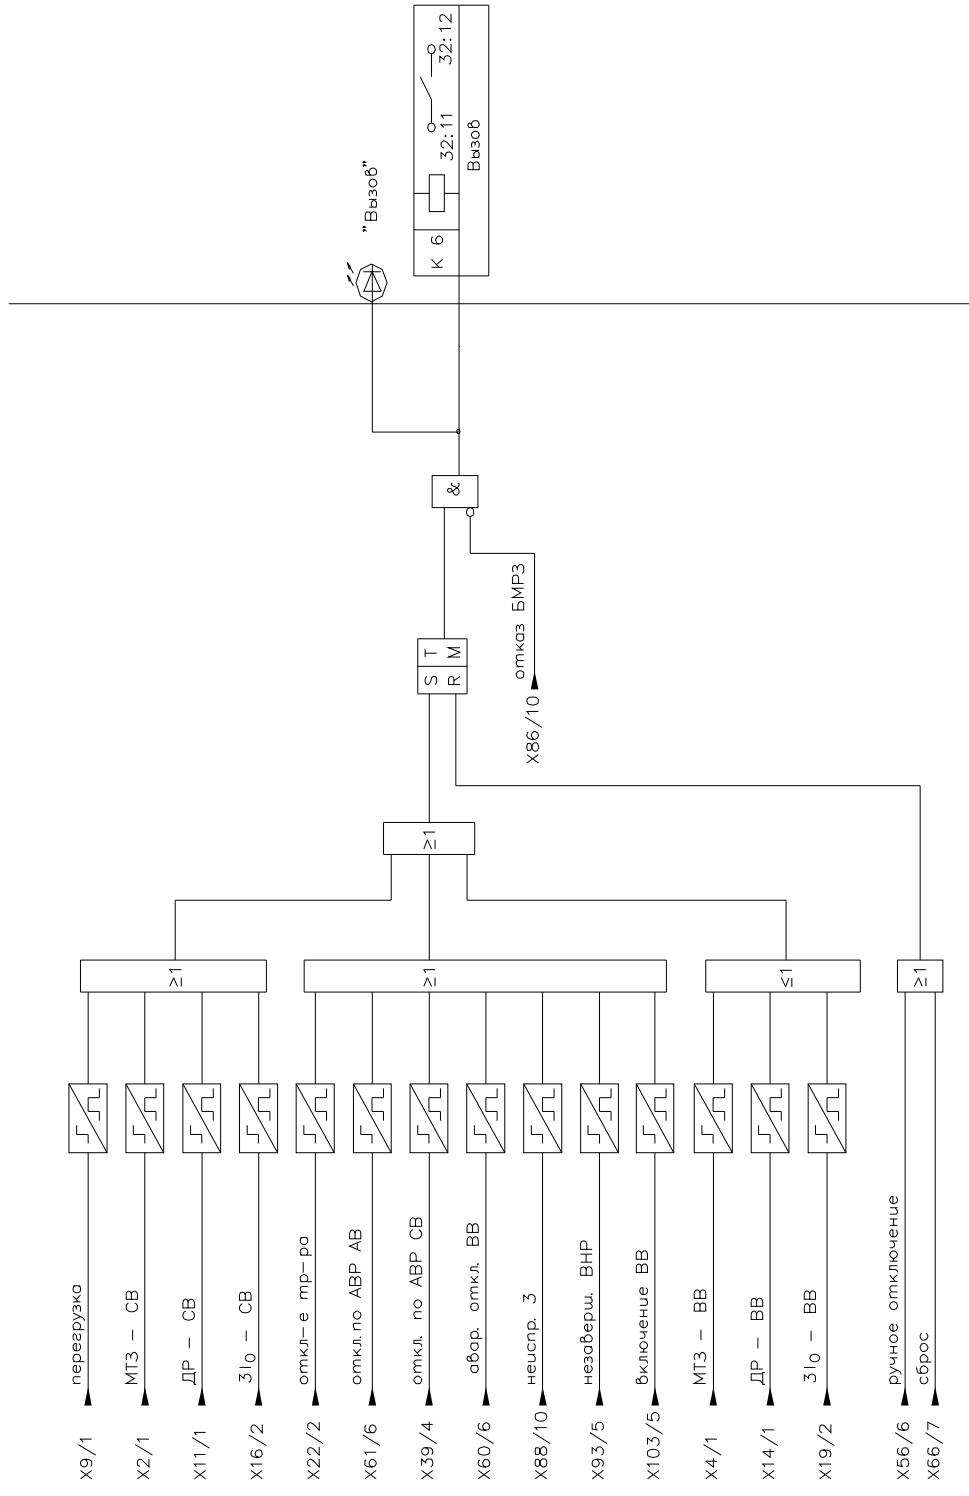 X9/1 перегрузка
X2/1 МТЗ – СВ
X11/1 ДР – СВ
X16/2 3I0 – СВ
X22/2 откл–е тр–ра
X61/6 откл.по АВР АВ
X39/4 откл. по АВР СВ
X60/6 авар. откл. ВВ
X88/10 неиспр. 3
X93/5 незаверш. ВНР
X103/5 включение ВВ
X4/1 МТЗ – ВВ
X14/1 ДР – ВВ
X19/2 3I0 – ВВ
X56/6 ручное отключение
X66/7 сброс
≥1
≥1
≤1
≥1
≥1
S T
R M
X86/10 отказ БМРЗ
&
"Вызов"
К 6
32:11 32:12
Вызов